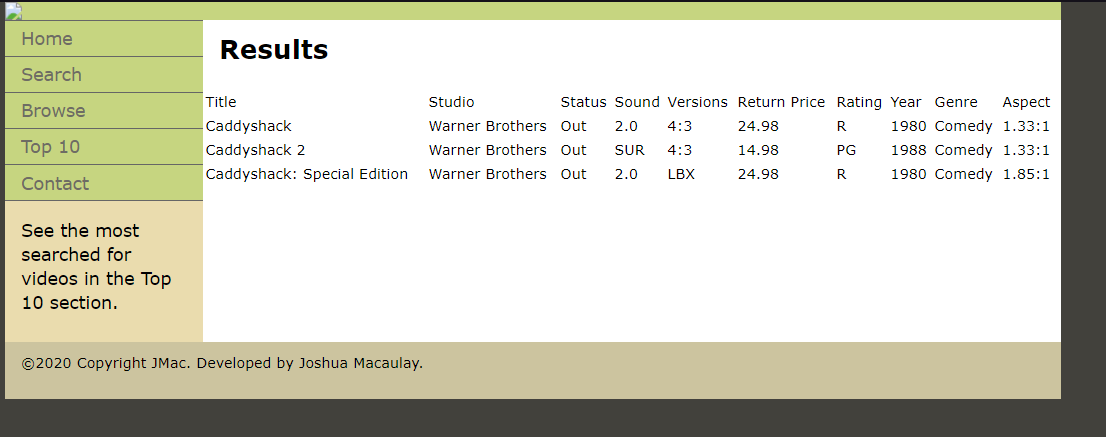 Home
Search
Browse
Top 10
Contact
See the most
searched for
videos in the Top
10 section.
Results
Title Studio Status Sound Versions Return Price Rating Year Genre Aspect
Caddyshack Warner Brothers Out 2.0 4:3 24.98 R 1980 Comedy 1.33:1
Caddyshack 2 Warner Brothers Out SUR 4:3 14.98 PG 1988 Comedy 1.33:1
Caddyshack: Special Edition Warner Brothers Out 2.0 LBX 24.98 R 1980 Comedy 1.85:1
©2020 Copyright JMac. Developed by Joshua Macaulay.